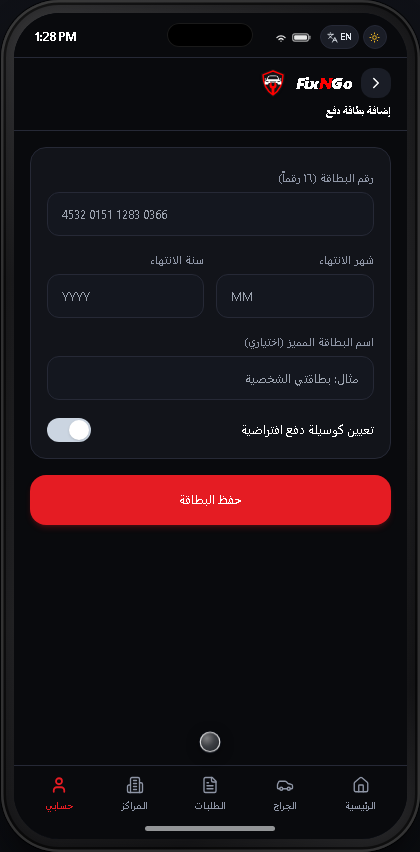 1:28 PM
EN
FixNGo
إضافة بطاقة دفع
رقم البطاقة (١٦ رقماً)
4532 0151 1283 0366
شهر الانتهاء
سنة الانتهاء
MM
YYYY
اسم البطاقة المميز (اختياري)
مثال: بطاقتي الشخصية
تعيين كوسيلة دفع افتراضية
حفظ البطاقة
الرئيسية
الجراج
الطلبات
المراكز
حسابي